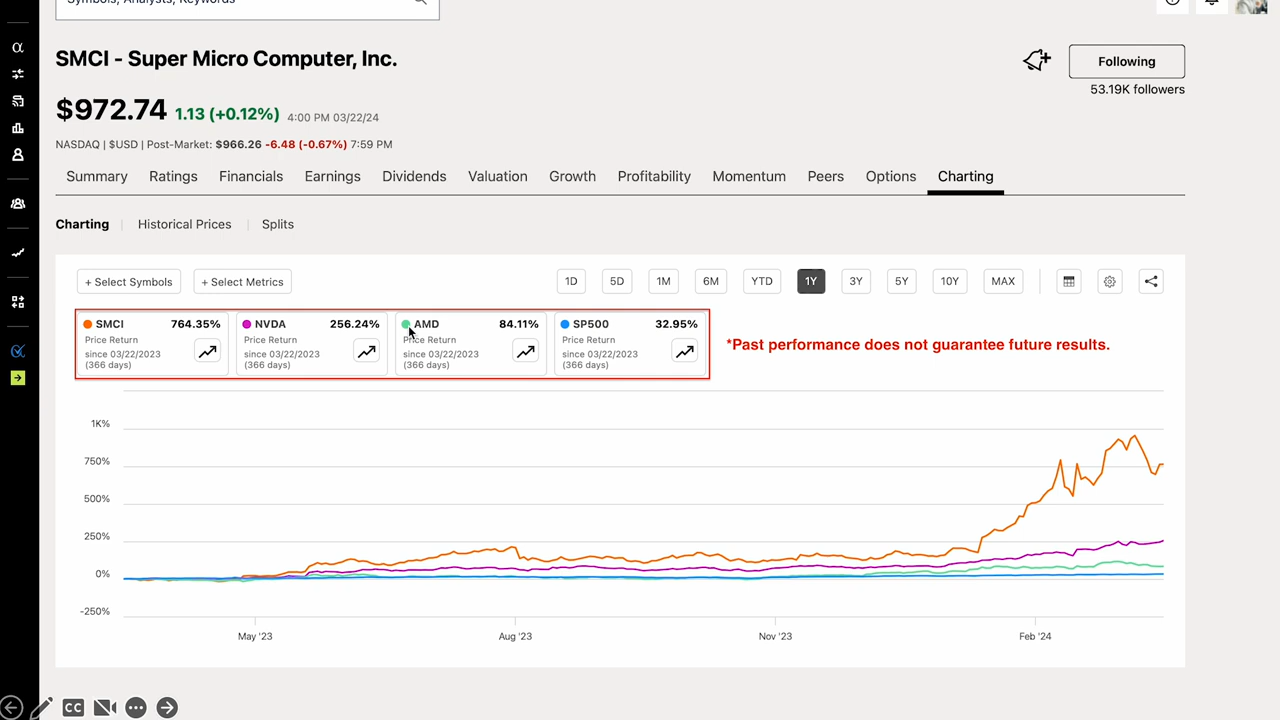 Symbols, Analysts, Keywords
SMCI - Super Micro Computer, Inc.
Following
53.19K followers
$972.74 1.13 (+0.12%) 4:00 PM 03/22/24
NASDAQ | $USD | Post-Market: $966.26 -6.48 (-0.67%) 7:59 PM
Summary Ratings Financials Earnings Dividends Valuation Growth Profitability Momentum Peers Options Charting
Charting | Historical Prices | Splits
+ Select Symbols + Select Metrics 1D 5D 1M 6M YTD 1Y 3Y 5Y 10Y MAX
SMCI 764.35% NVDA 256.24% AMD 84.11% SP500 32.95%
Price Return Price Return Price Return Price Return
since 03/22/2023 since 03/22/2023 since 03/22/2023 since 03/22/2023
(366 days) (366 days) (366 days) (366 days)
*Past performance does not guarantee future results.
1K%
750%
500%
250%
0%
-250%
May '23 Aug '23 Nov '23 Feb '24
CC